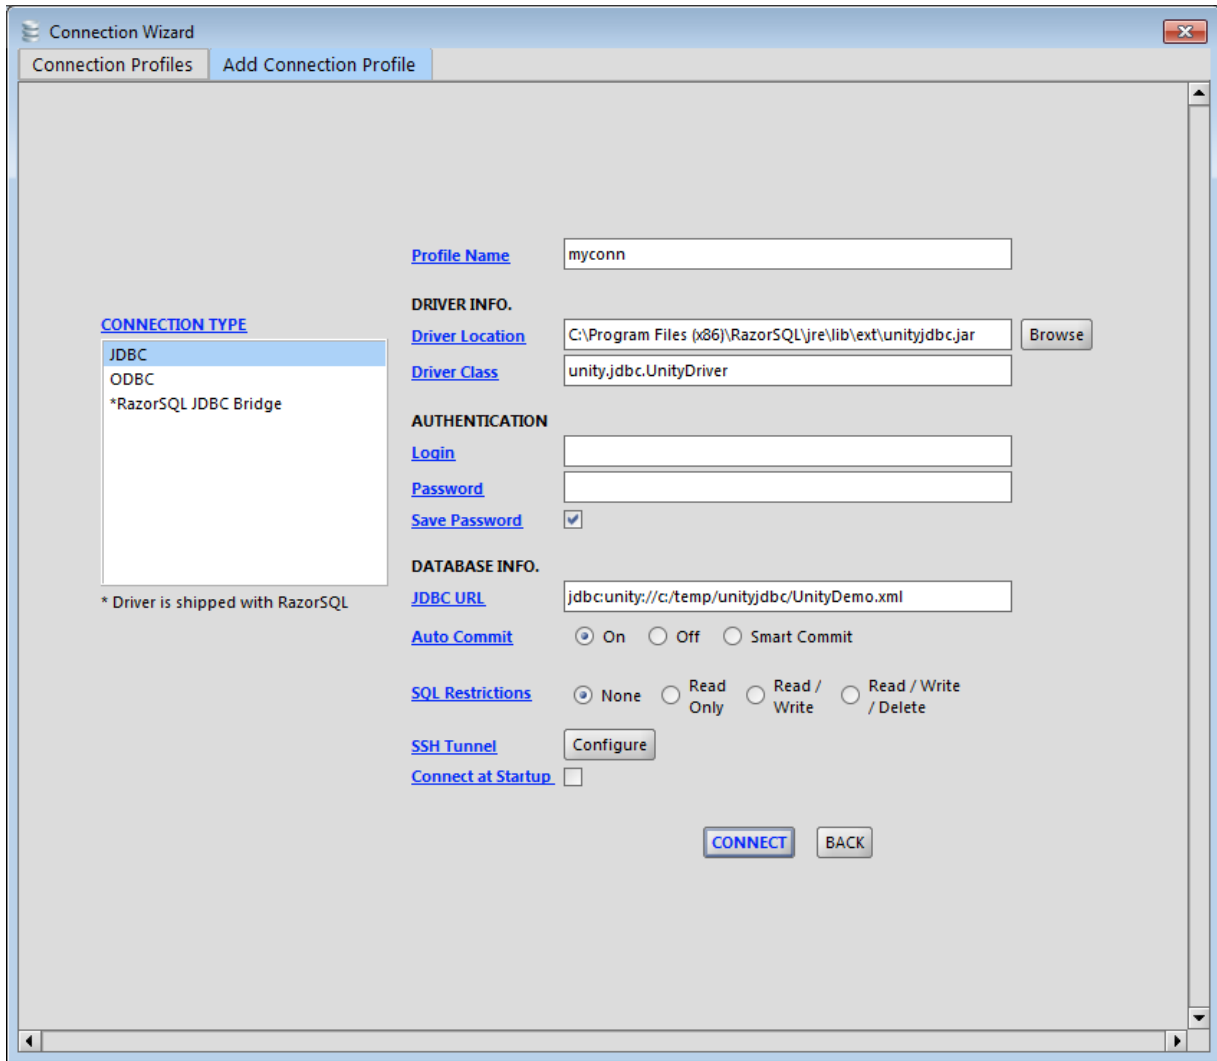 Connection Wizard
Connection Profiles
Add Connection Profile
Profile Name
myconn
DRIVER INFO.
CONNECTION TYPE
Driver Location
C:\Program Files (x86)\RazorSQL\jre\lib\ext\unityjdbc.jar
Browse
JDBC
Driver Class
unity.jdbc.UnityDriver
ODBC
*RazorSQL JDBC Bridge
AUTHENTICATION
Login
Password
Save Password
DATABASE INFO.
* Driver is shipped with RazorSQL
JDBC URL
jdbc:unity://c:/temp/unityjdbc/UnityDemo.xml
Auto Commit
On
Off
Smart Commit
SQL Restrictions
None
Read
Only
Read /
Write
Read / Write
/ Delete
SSH Tunnel
Configure
Connect at Startup
CONNECT
BACK